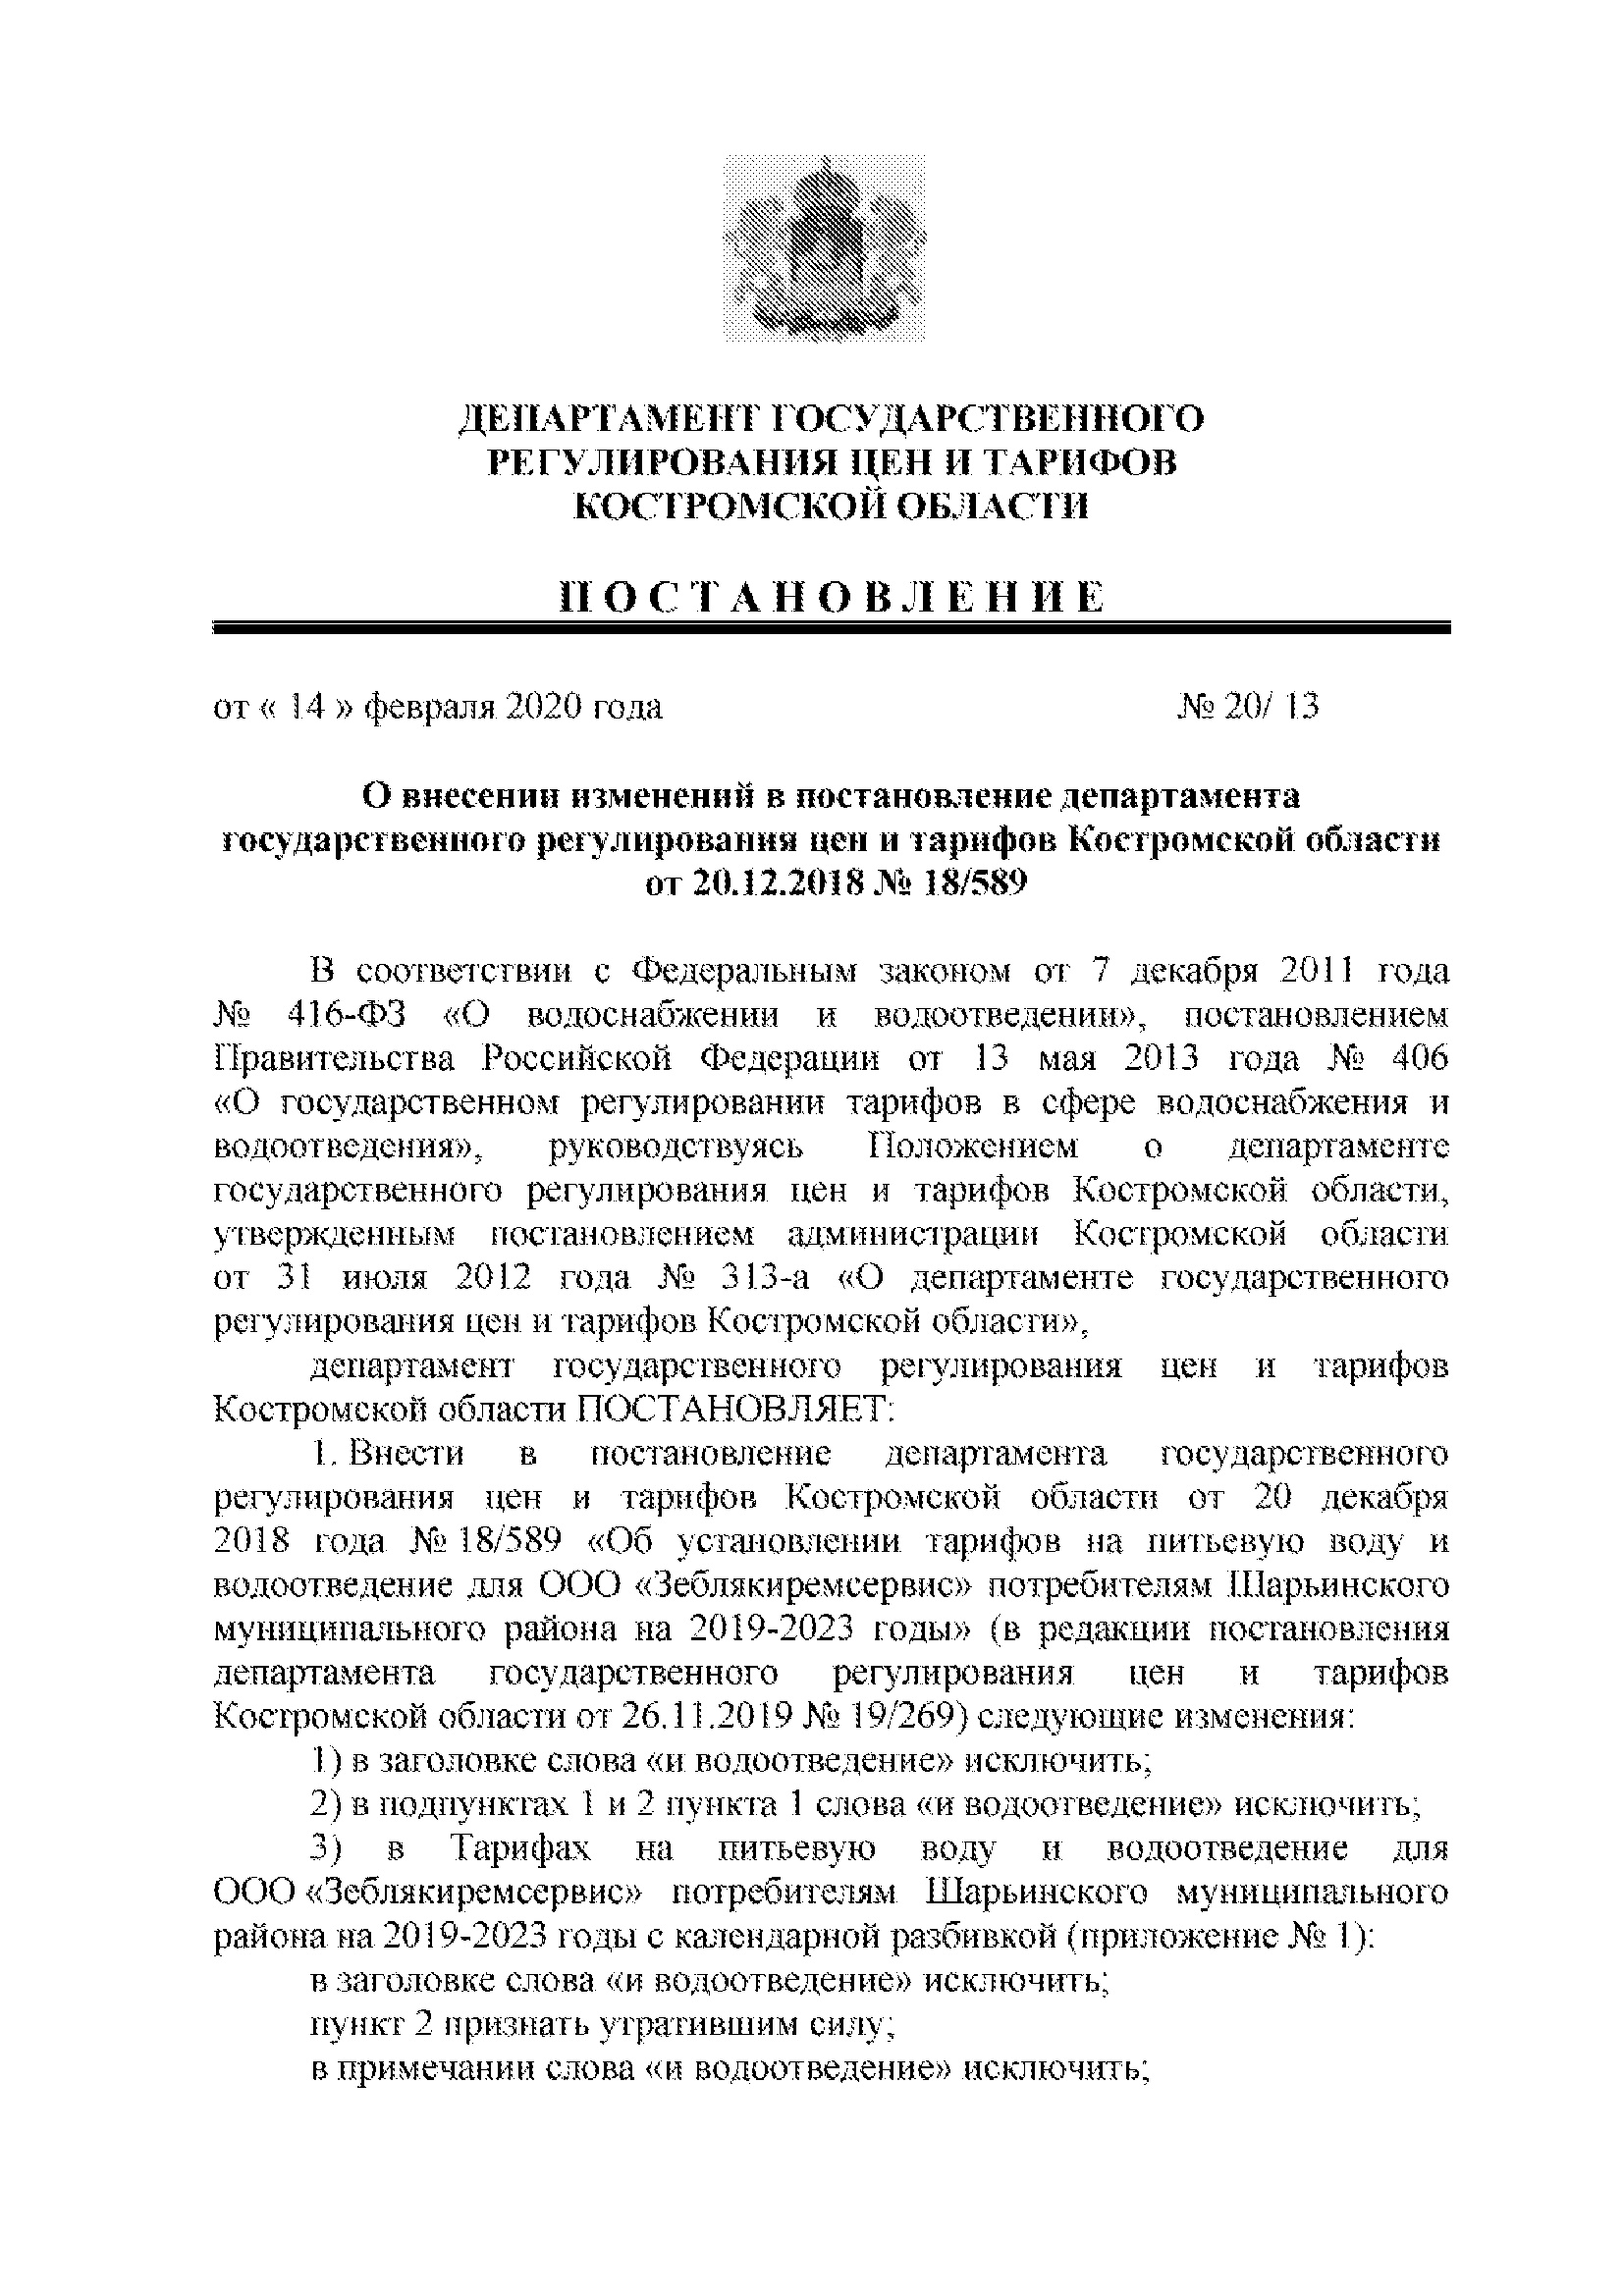 ДЕПАРТАМЕНТ ГОСУДАРСТВЕННОГО
РЕГУЛИРОВАНИЯ ЦЕН И ТАРИФОВ
КОСТРОМСКОЙ ОБЛАСТИ
П О С Т А Н О В Л Е Н И Е
от « 14 » февраля 2020 года № 20/ 13
О внесении изменений в постановление департамента
государственного регулирования цен и тарифов Костромской области
от 20.12.2018 № 18/589
В соответствии с Федеральным законом от 7 декабря 2011 года
№ 416-ФЗ «О водоснабжении и водоотведении», постановлением
Правительства Российской Федерации от 13 мая 2013 года № 406
«О государственном регулировании тарифов в сфере водоснабжения и
водоотведения», руководствуясь Положением о департаменте
государственного регулирования цен и тарифов Костромской области,
утвержденным постановлением администрации Костромской области
от 31 июля 2012 года № 313-а «О департаменте государственного
регулирования цен и тарифов Костромской области»,
департамент государственного регулирования цен и тарифов
Костромской области ПОСТАНОВЛЯЕТ:
1. Внести в постановление департамента государственного
регулирования цен и тарифов Костромской области от 20 декабря
2018 года № 18/589 «Об установлении тарифов на питьевую воду и
водоотведение для ООО «Зеблякиремсервис» потребителям Шарьинского
муниципального района на 2019-2023 годы» (в редакции постановления
департамента государственного регулирования цен и тарифов
Костромской области от 26.11.2019 № 19/269) следующие изменения:
1) в заголовке слова «и водоотведение» исключить;
2) в подпунктах 1 и 2 пункта 1 слова «и водоотведение» исключить;
3) в Тарифах на питьевую воду и водоотведение для
ООО «Зеблякиремсервис» потребителям Шарьинского муниципального
района на 2019-2023 годы с календарной разбивкой (приложение № 1):
в заголовке слова «и водоотведение» исключить;
пункт 2 признать утратившим силу;
в примечании слова «и водоотведение» исключить;